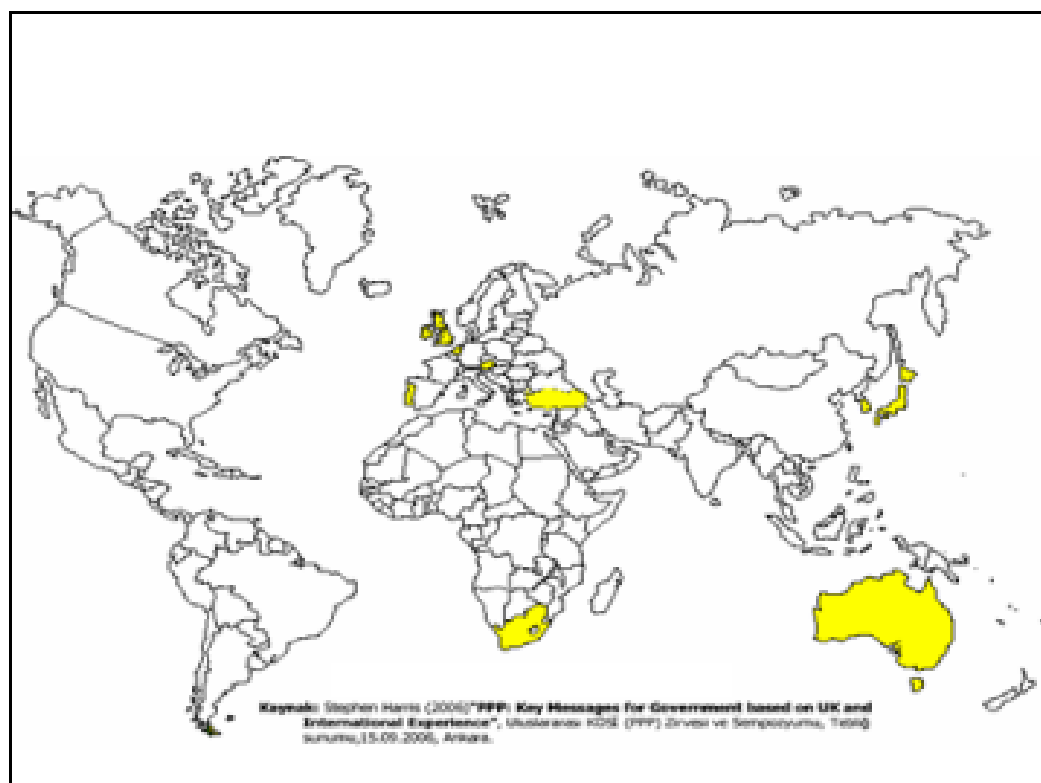 Kaynak: Stephen Harris (2006)"PPP: Key Messages for Government based on UK and
International Experience", Uluslararası KÖSİ (PPP) Zirvesi ve Sempozyumu, Tebliğ
sunumu,15.09.2006, Ankara.